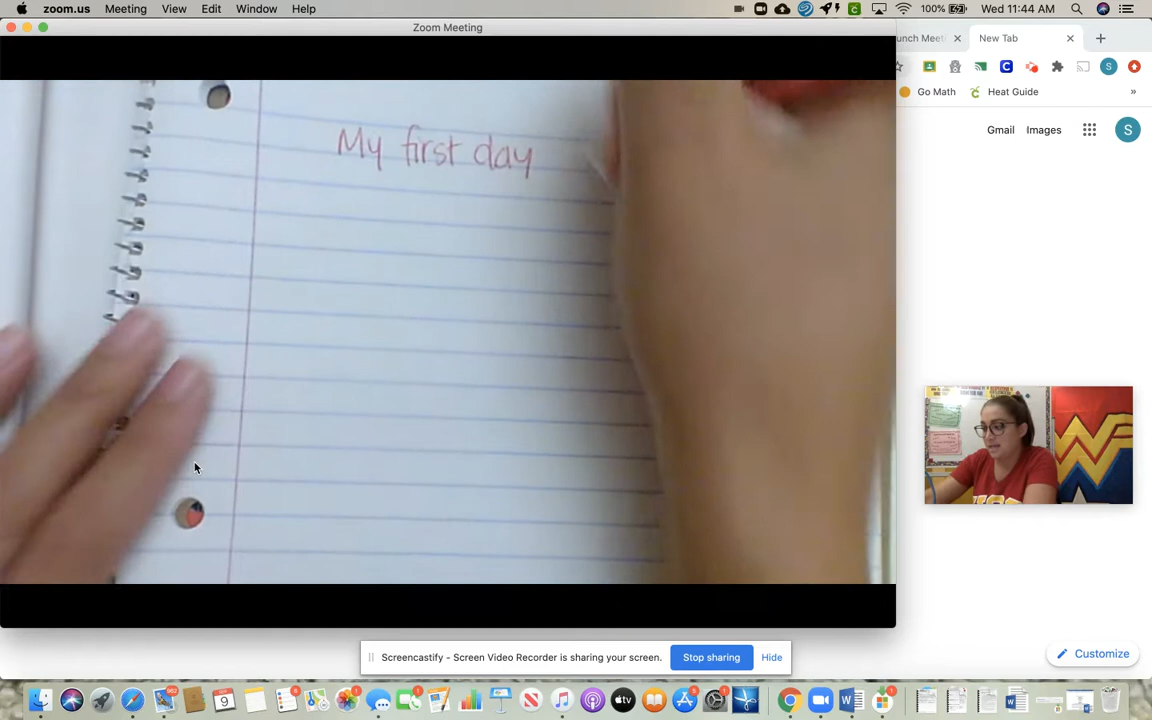 zoom.us Meeting View Edit Window Help
100% Wed 11:44 AM
Zoom Meeting
New Tab
Go Math Heat Guide »
Gmail Images S
My first day
Screencastify - Screen Video Recorder is sharing your screen. Stop sharing Hide
Customize